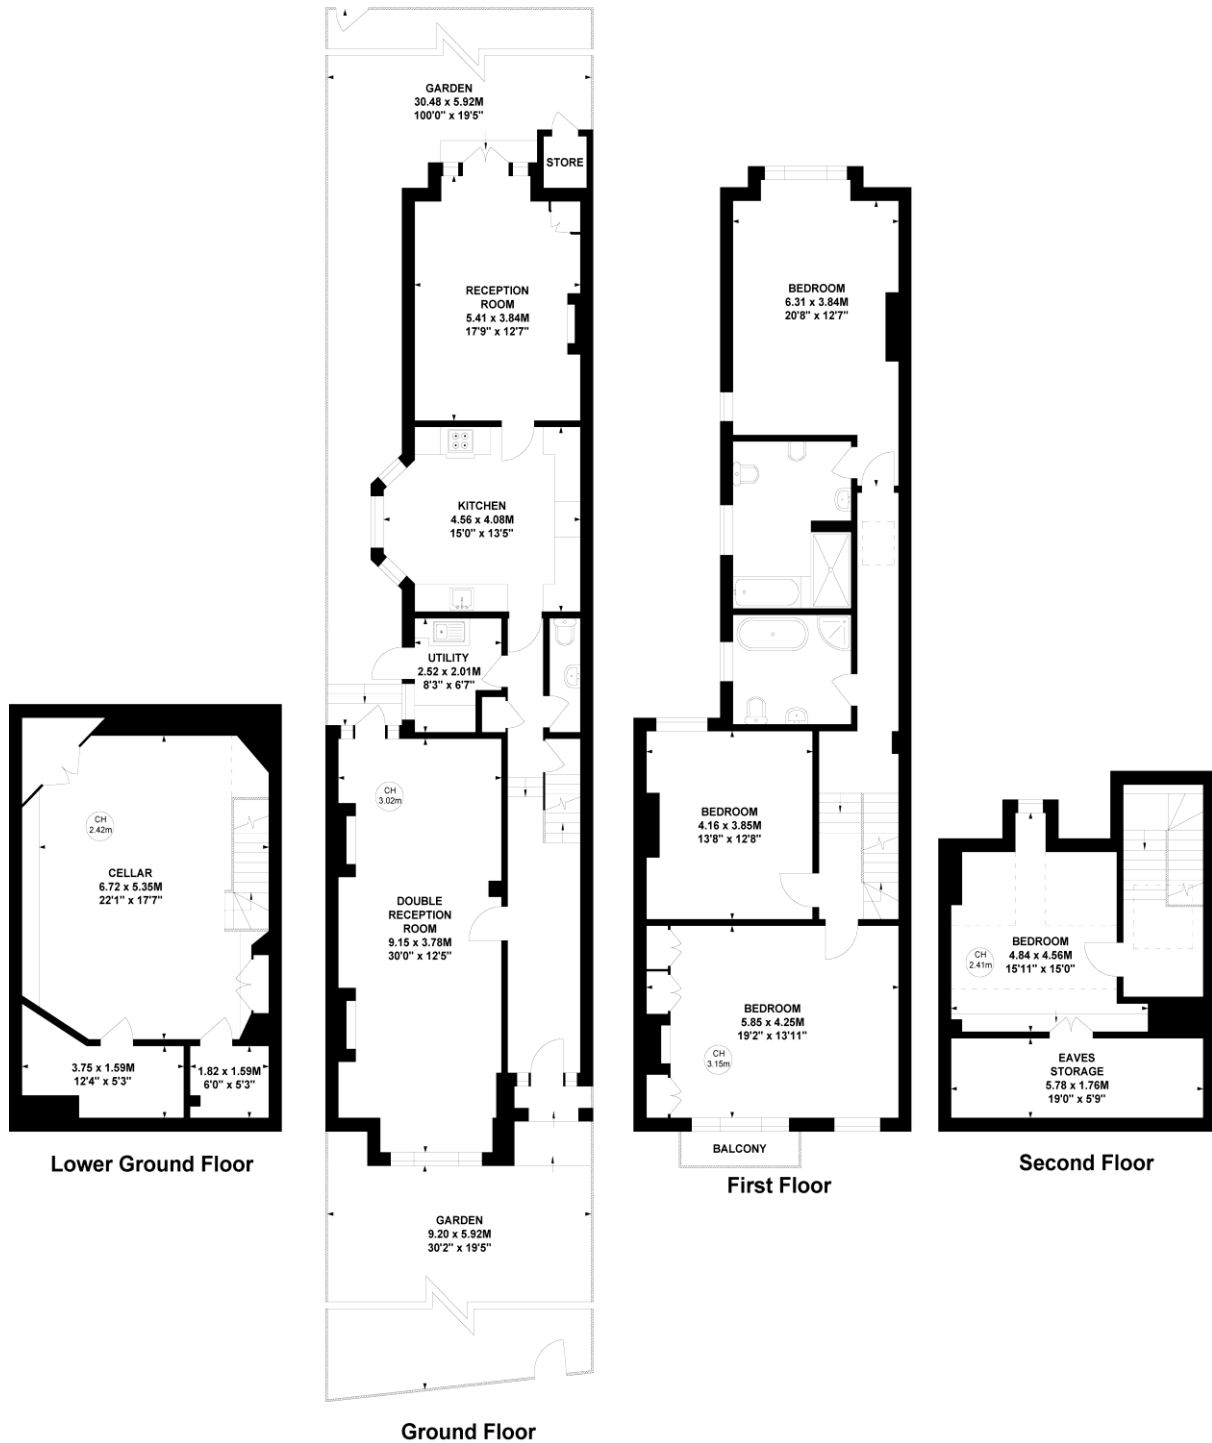 GARDEN
30.48 x 5.92M
100'0" x 19'5"
STORE
RECEPTION
ROOM
5.41 x 3.84M
17'9" x 12'7"
KITCHEN
4.56 x 4.08M
15'0" x 13'5"
UTILITY
2.52 x 2.01M
8'3" x 6'7"
CH
3.02m
DOUBLE
RECEPTION
ROOM
9.15 x 3.78M
30'0" x 12'5"
GARDEN
9.20 x 5.92M
30'2" x 19'5"
Ground Floor
CH
2.42m
CELLAR
6.72 x 5.35M
22'1" x 17'7"
3.75 x 1.59M
12'4" x 5'3"
1.82 x 1.59M
6'0" x 5'3"
Lower Ground Floor
BEDROOM
6.31 x 3.84M
20'8" x 12'7"
BEDROOM
4.16 x 3.85M
13'8" x 12'8"
BEDROOM
5.85 x 4.25M
19'2" x 13'11"
CH
3.15m
BALCONY
First Floor
BEDROOM
4.84 x 4.56M
15'11" x 15'0"
CH
2.41m
EAVES
STORAGE
5.78 x 1.76M
19'0" x 5'9"
Second Floor